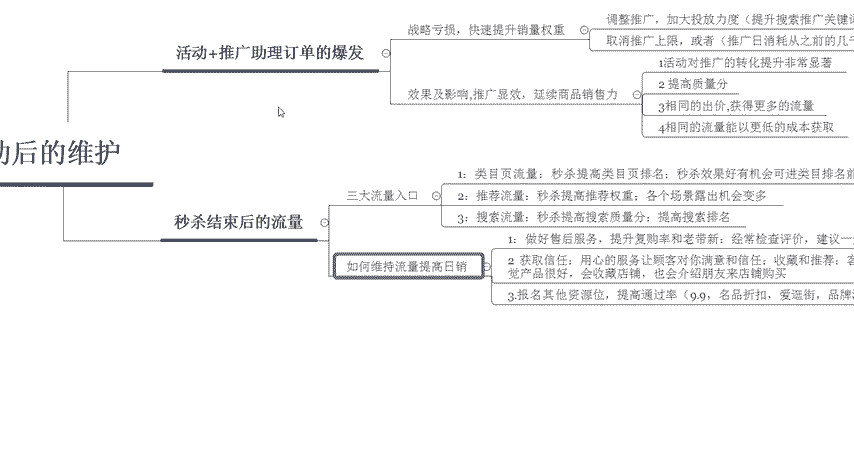 调整推广，加大投放力度（提升搜索推广关键
战略亏损，快速提升销量权重
取消推广上限，或者（推广日消耗从之前的几
活动+推广助理订单的爆发
1活动对推广的转化提升非常显著
2 提高质量分
效果及影响,推广显效，延续商品销售力
3相同的出价,获得更多的流量
4相同的流量能以更低的成本获取
后的维护
1：类目页流量：秒杀提高类目页排名；秒杀效果好有机会可进类目排名
三大流量入口
2：推荐流量：秒杀提高推荐权重；各个场景露出机会变多
秒杀结束后的流量
3：搜索流量：秒杀提高搜索质量分；提高搜索排名
1：做好售后服务，提升复购率和老带新：经常检查评价，建议一
如何维持流量提高日销
2 获取信任：用心的服务让顾客对你满意和信任；收藏和推荐；
觉产品很好，会收藏店铺，也会介绍朋友来店铺购买
3.报名其他资源位，提高通过率（9.9，名品折扣，爱逛街，品牌